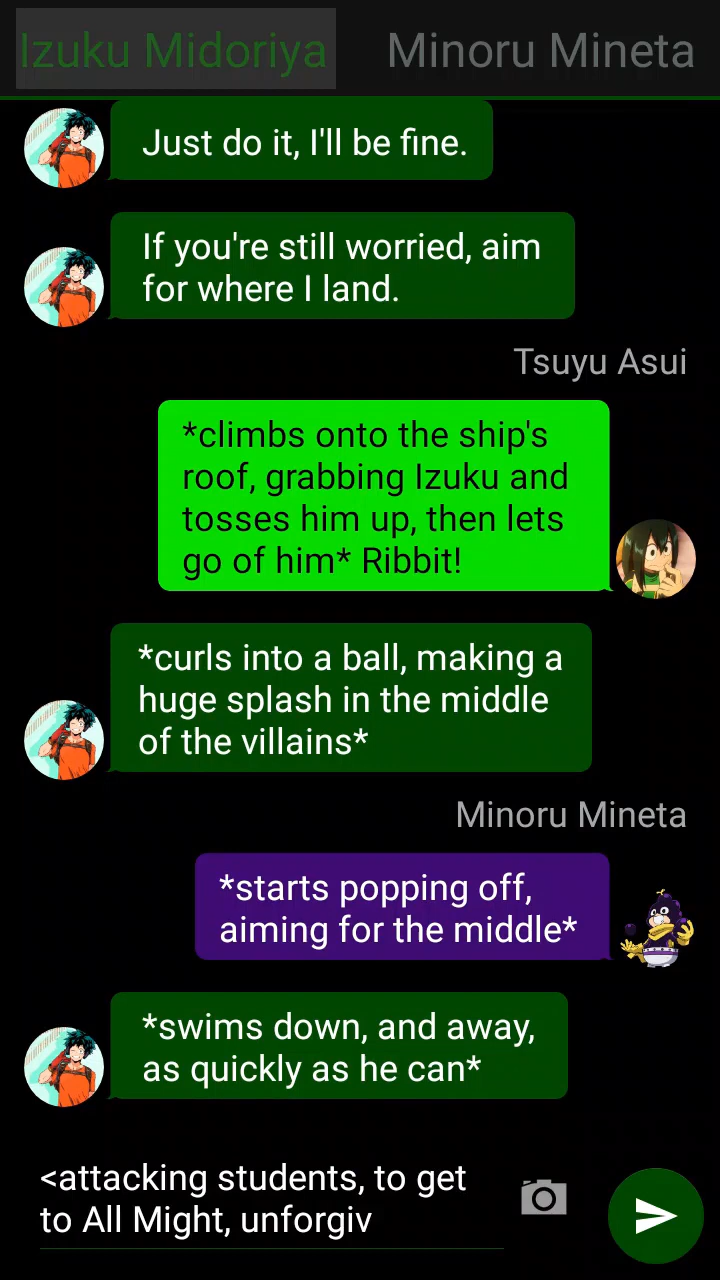 Izuku Midoriya Minoru Mineta
Just do it, I'll be fine.
If you're still worried, aim
for where I land.
Tsuyu Asui
*climbs onto the ship's
roof, grabbing Izuku and
tosses him up, then lets
go of him* Ribbit!
*curls into a ball, making a
huge splash in the middle
of the villains*
Minoru Mineta
*starts popping off,
aiming for the middle*
*swims down, and away,
as quickly as he can*
<attacking students, to get
to All Might, unforgiv